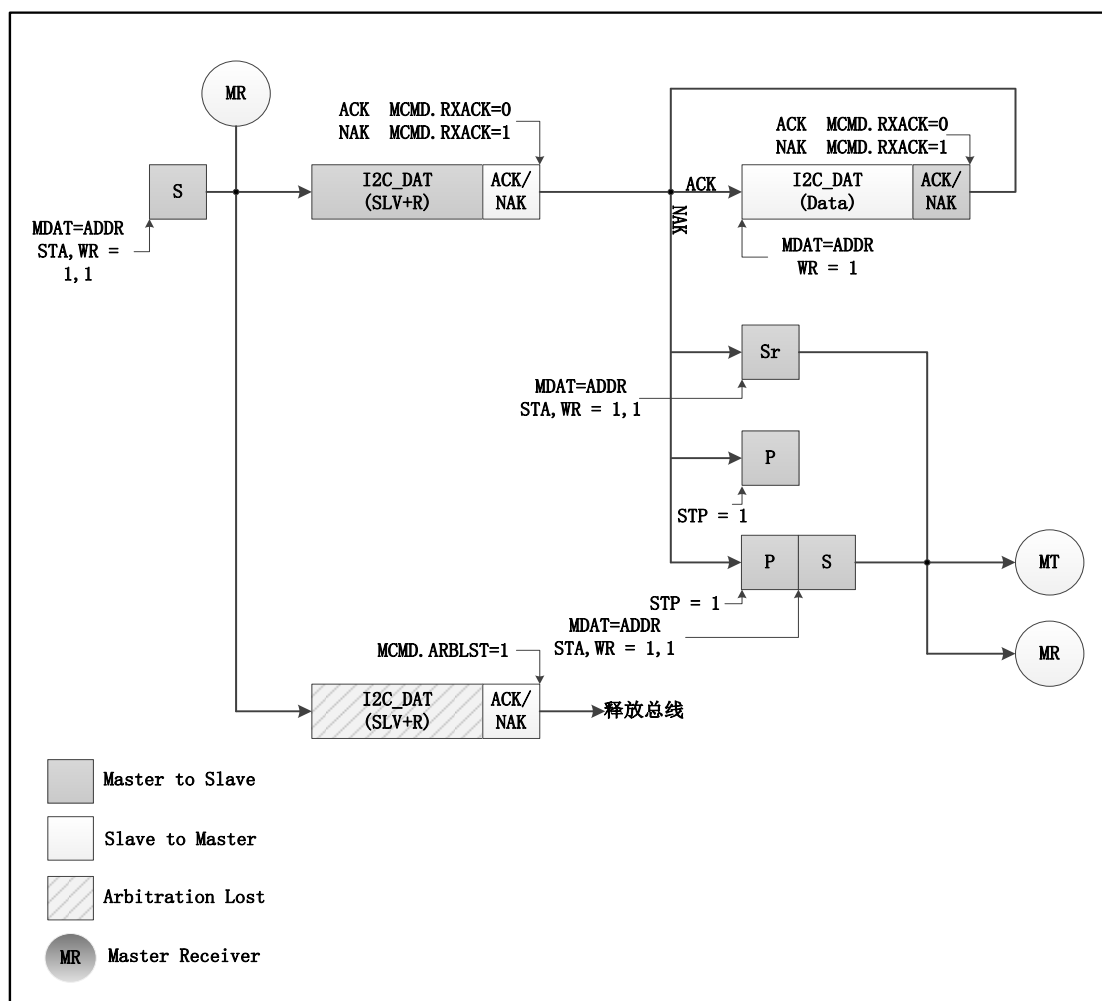 MR
ACK MCMD.RXACK=0
NAK MCMD.RXACK=1
ACK MCMD.RXACK=0
NAK MCMD.RXACK=1
S
I2C_DAT
(SLV+R)
ACK/
NAK
ACK
NAK
I2C_DAT
(Data)
ACK/
NAK
MDAT=ADDR
STA,WR =
1,1
MDAT=ADDR
WR = 1
Sr
MDAT=ADDR
STA,WR = 1,1
P
STP = 1
P
S
MT
STP = 1
MDAT=ADDR
STA,WR = 1,1
MR
MCMD.ARBLST=1
I2C_DAT
(SLV+R)
ACK/
NAK
释放总线
Master to Slave
Slave to Master
Arbitration Lost
MR
Master Receiver